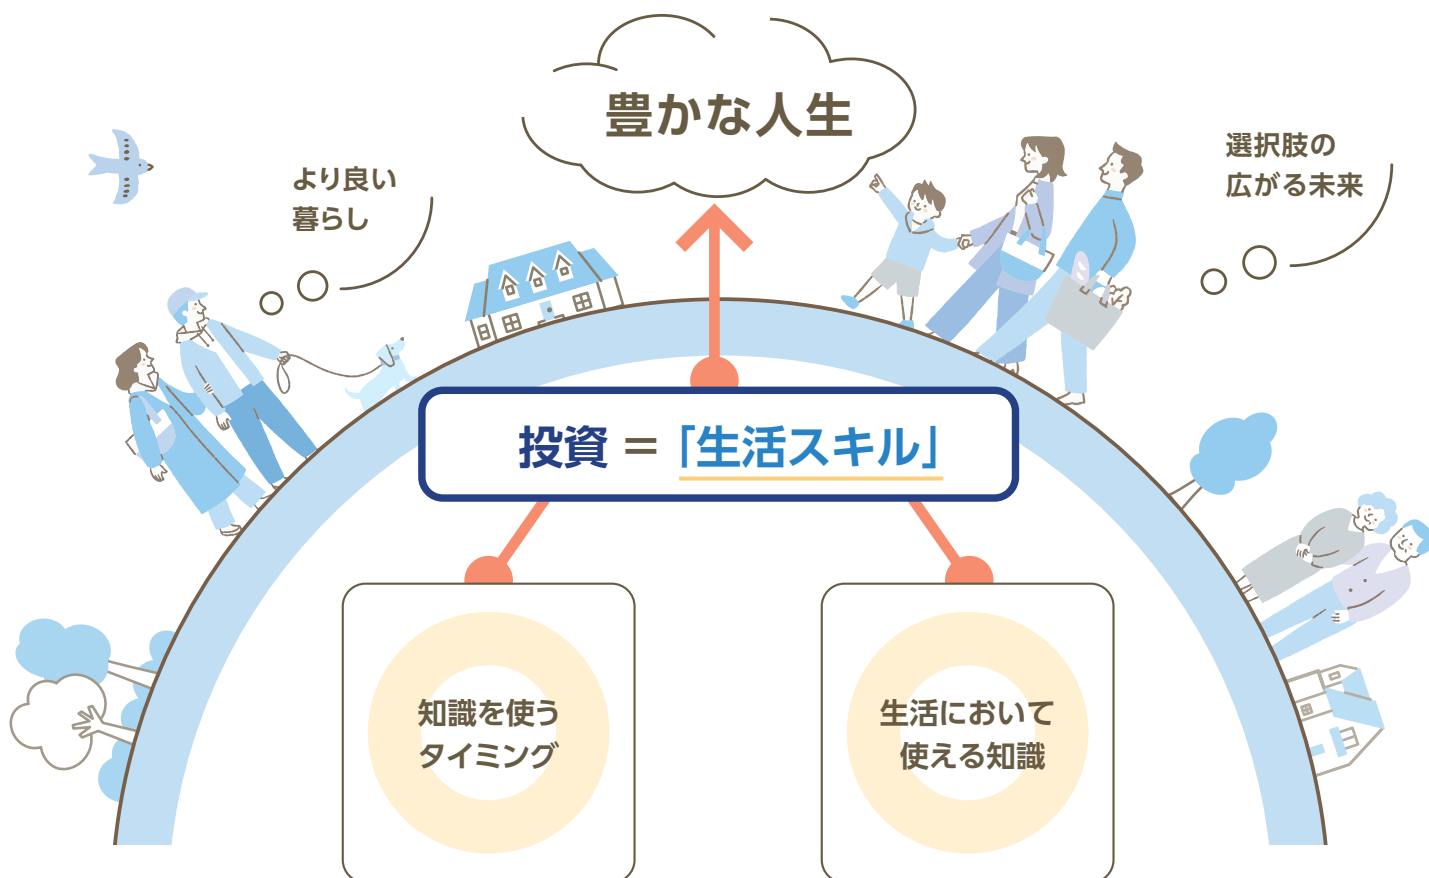 豊かな人生
より良い
暮らし
選択肢の
広がる未来
投資 = 「生活スキル」
知識を使う
タイミング
生活において
使える知識